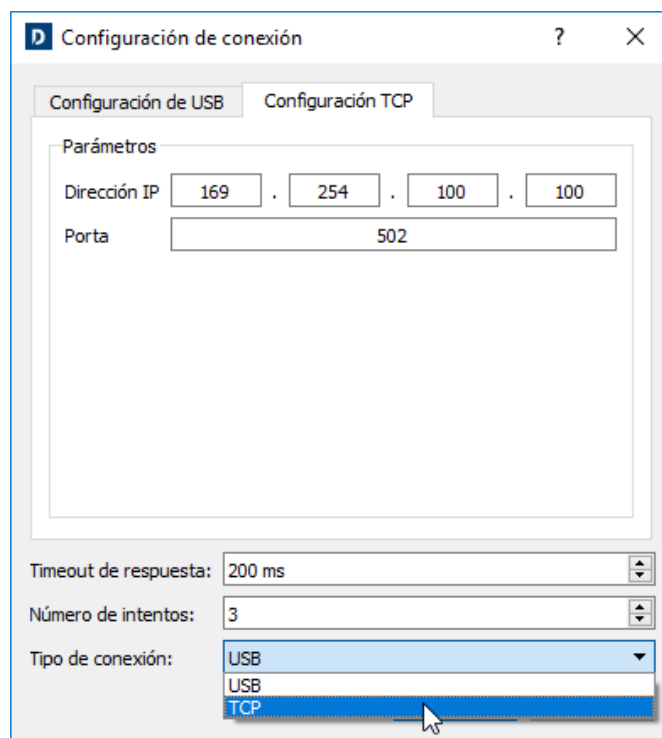 D Configuración de conexión ?
Configuración de USB Configuración TCP
Parámetros
Dirección IP 169 . 254 . 100 . 100
Porta 502
Timeout de respuesta: 200 ms
Número de intentos: 3
Tipo de conexión: USB
USB
TCP